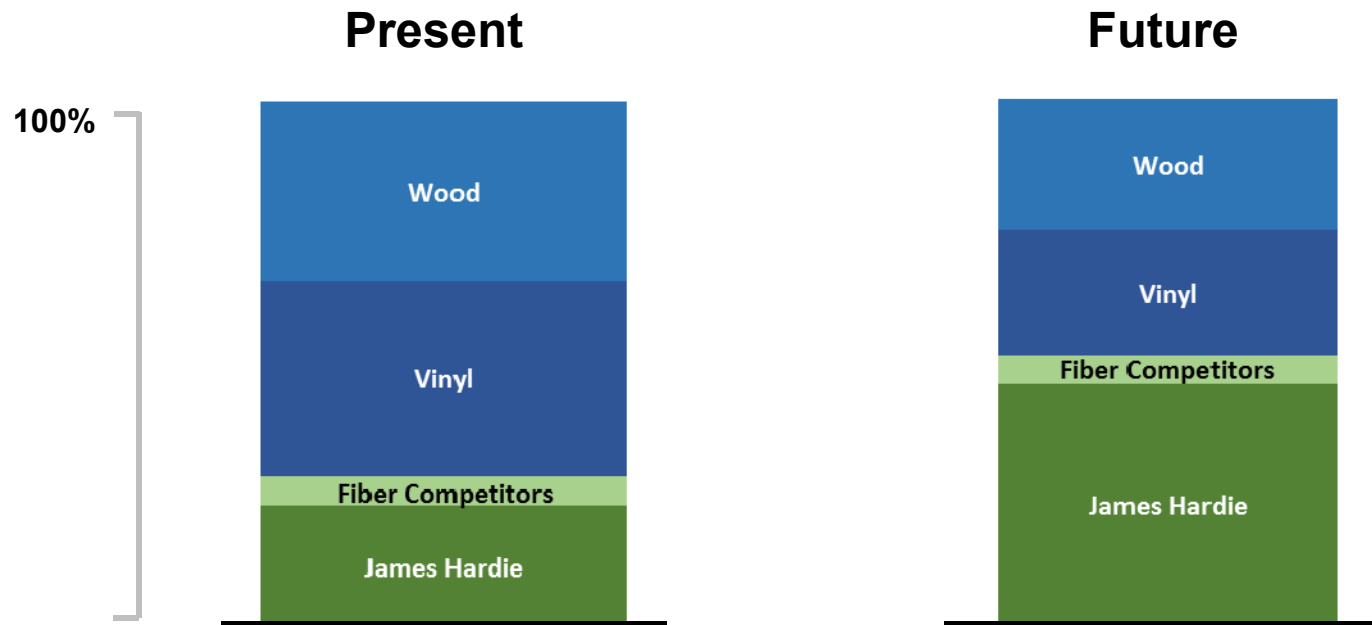 Present
Future
100%
Wood
Vinyl
Fiber Competitors
James Hardie
Wood
Vinyl
Fiber Competitors
James Hardie